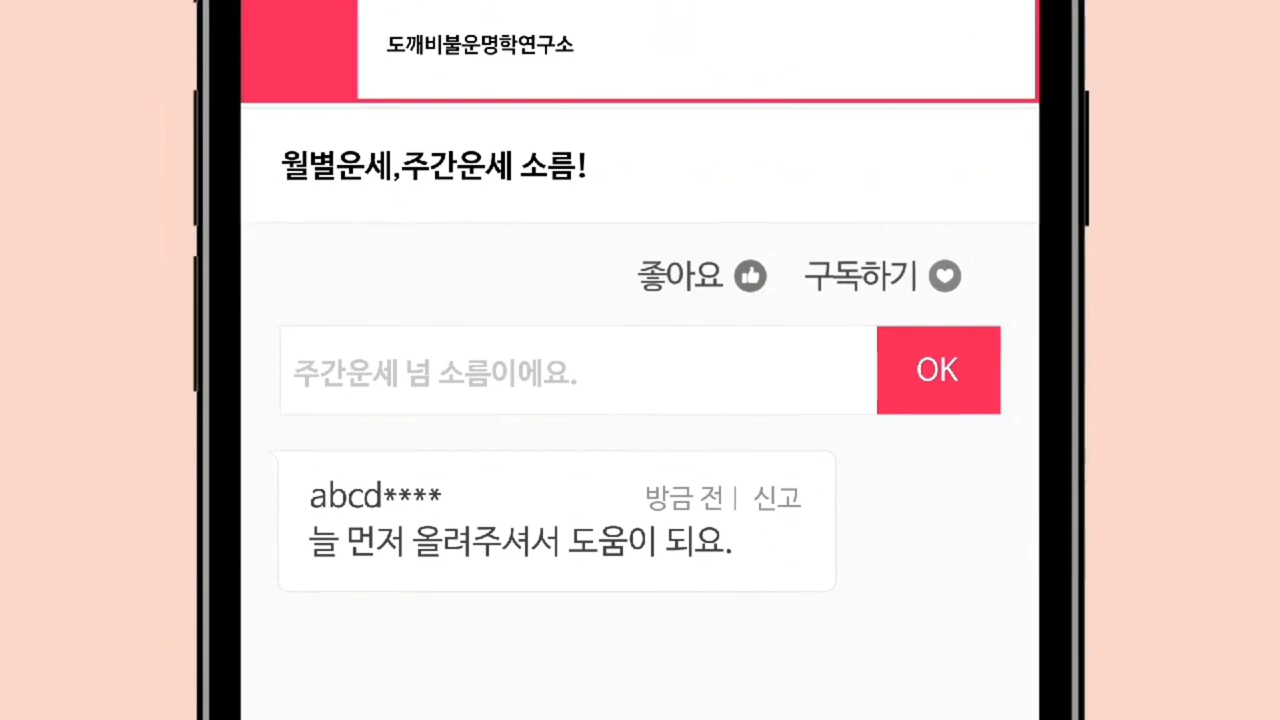 도깨비불운명학연구소
월별운세,주간운세 소름!
좋아요 구독하기
주간운세 넘 소름이에요. OK
abcd**** 방금 전 | 신고
늘 먼저 올려주셔서 도움이 되요.